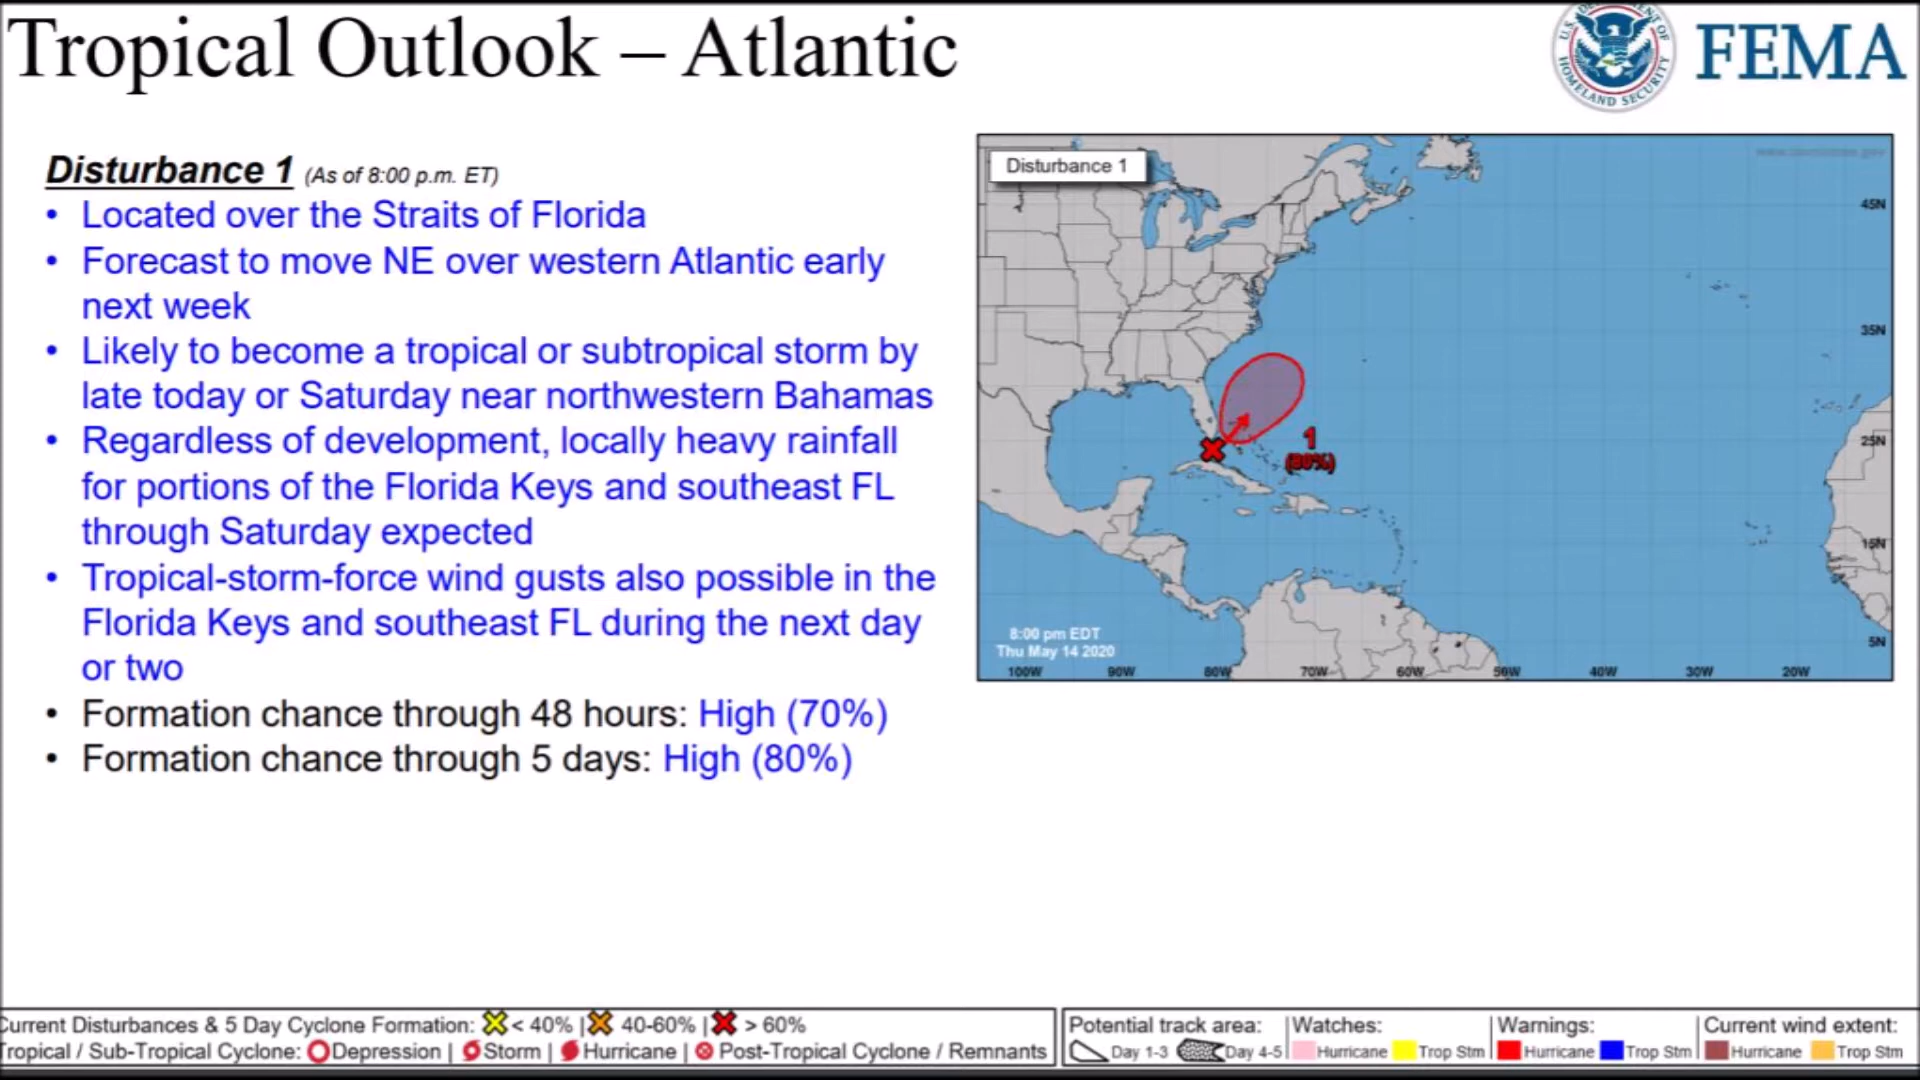 Tropical Outlook – Atlantic
FEMA
U.S. DEPARTMENT OF
HOMELAND SECURITY
Disturbance 1 (As of 8:00 p.m. ET)
• Located over the Straits of Florida
• Forecast to move NE over western Atlantic early
next week
• Likely to become a tropical or subtropical storm by
late today or Saturday near northwestern Bahamas
• Regardless of development, locally heavy rainfall
for portions of the Florida Keys and southeast FL
through Saturday expected
• Tropical-storm-force wind gusts also possible in the
Florida Keys and southeast FL during the next day
or two
• Formation chance through 48 hours: High (70%)
• Formation chance through 5 days: High (80%)
Disturbance 1
45N
35N
25N
15N
5N
1
(80%)
8:00 pm EDT
Thu May 14 2020
100W 90W 80W 70W 60W 50W 40W 30W 20W
Current Disturbances & 5 Day Cyclone Formation: < 40% | 40-60% | > 60%
Tropical / Sub-Tropical Cyclone: Depression | Storm | Hurricane | Post-Tropical Cyclone / Remnants
Potential track area: Watches: Warnings: Current wind extent:
Day 1-3 Day 4-5 Hurricane Trop Stm Hurricane Trop Stm Hurricane Trop Stm